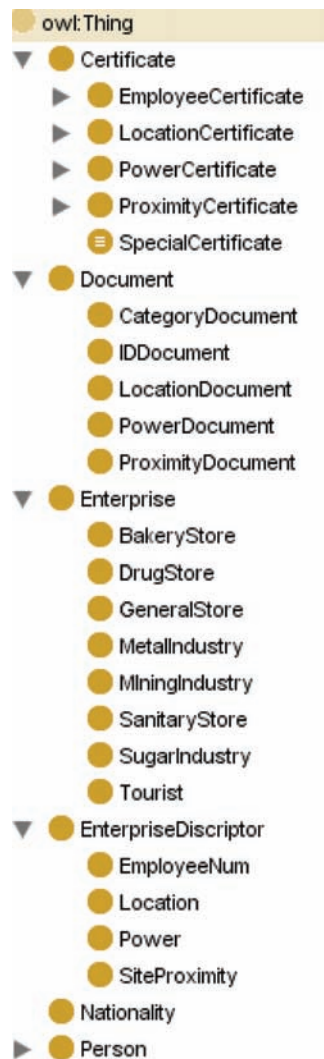 owl:Thing
Certificate
EmployeeCertificate
LocationCertificate
PowerCertificate
ProximityCertificate
SpecialCertificate
Document
CategoryDocument
IDDocument
LocationDocument
PowerDocument
ProximityDocument
Enterprise
BakeryStore
DrugStore
GeneralStore
MetalIndustry
MIningIndustry
SanitaryStore
SugarIndustry
Tourist
EnterpriseDiscriptor
EmployeeNum
Location
Power
SiteProximity
Nationality
Person